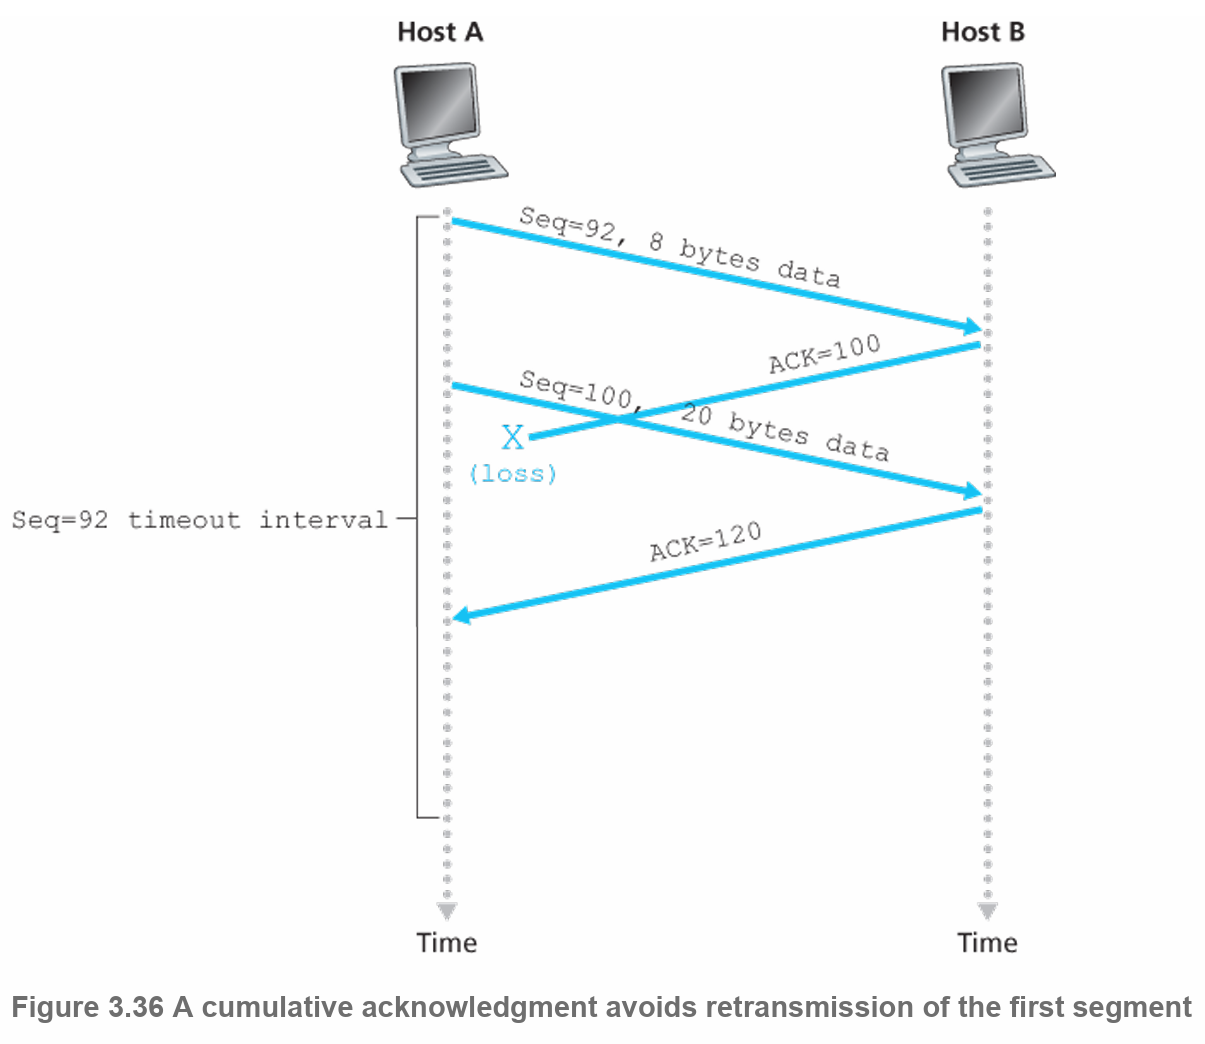 Host A
Host B
Seq=92, 8 bytes data
ACK=100
Seq=100, 20 bytes data
X
(loss)
Seq=92 timeout interval
ACK=120
Time
Time
Figure 3.36 A cumulative acknowledgment avoids retransmission of the first segment